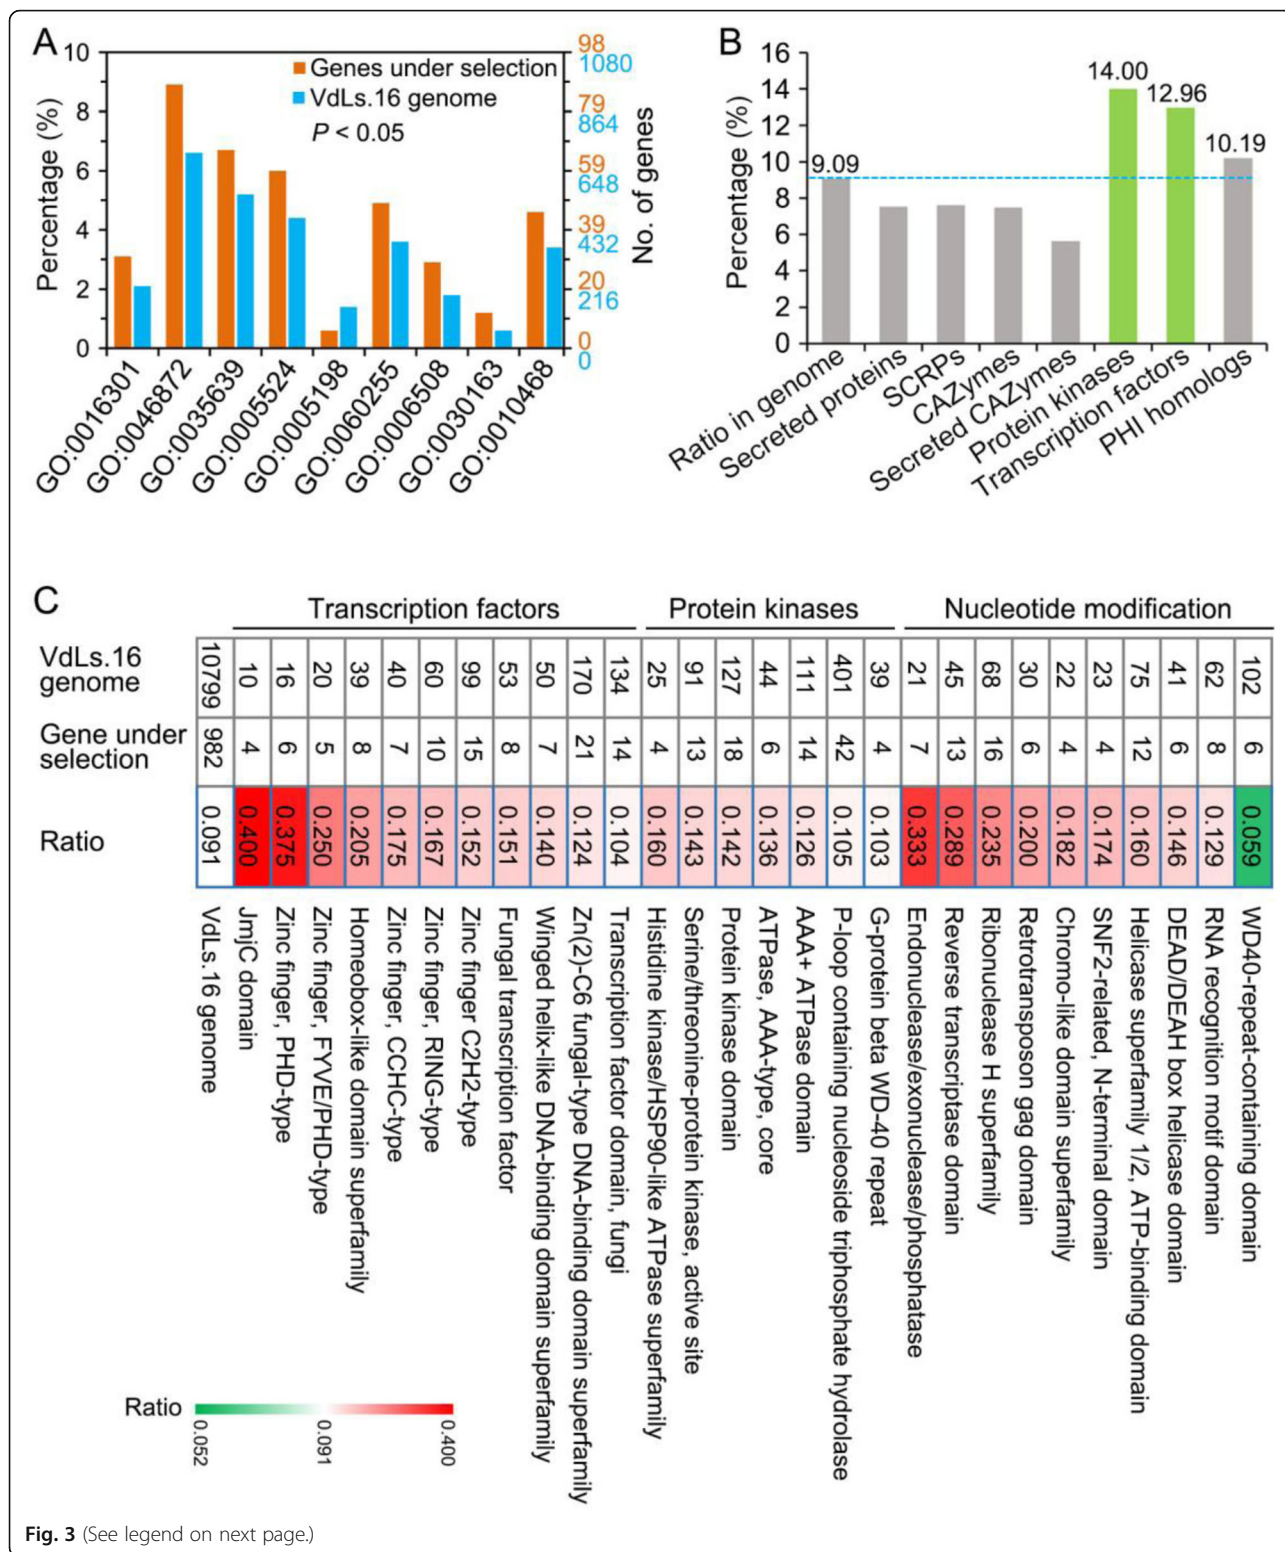 A
Percentage (%)
10
8
6
4
2
0
Genes under selection
VdLs.16 genome
P < 0.05
98
1080
79
864
59
648
39
432
20
216
0
0
No. of genes
GO:0016301
GO:0046872
GO:0035639
GO:0005524
GO:0005198
GO:0060255
GO:0006508
GO:0030163
GO:0010468
B
Percentage (%)
16
14
12
10
8
6
4
2
0
9.09
14.00
12.96
10.19
Ratio in genome
Secreted proteins
SCRPs
CAZymes
Secreted CAZymes
Protein kinases
Transcription factors
PHI homologs
C
Transcription factors
Protein kinases
Nucleotide modification
VdLs.16
genome
10799 10 16 20 39 40 60 99 53 50 170 134 25 91 127 44 111 401 39 21 45 68 30 22 23 75 41 62 102
Gene under
selection
982 4 6 5 8 7 10 15 8 7 21 14 4 13 18 6 14 42 4 7 13 16 6 4 4 12 6 8 6
Ratio
0.091 0.400 0.375 0.250 0.205 0.175 0.167 0.152 0.151 0.140 0.124 0.104 0.160 0.143 0.142 0.136 0.126 0.105 0.103 0.333 0.289 0.235 0.200 0.182 0.174 0.160 0.146 0.129 0.059
VdLs.16 genome
JmjC domain
Zinc finger, PHD-type
Zinc finger, FYVE/PHD-type
Homeobox-like domain superfamily
Zinc finger, CCHC-type
Zinc finger, RING-type
Zinc finger C2H2-type
Fungal transcription factor
Winged helix-like DNA-binding domain superfamily
Zn(2)-C6 fungal-type DNA-binding domain superfamily
Transcription factor domain, fungi
Histidine kinase/HSP90-like ATPase superfamily
Serine/threonine-protein kinase, active site
Protein kinase domain
ATPase, AAA-type, core
AAA+ ATPase domain
P-loop containing nucleoside triphosphate hydrolase
G-protein beta WD-40 repeat
Endonuclease/exonuclease/phosphatase
Reverse transcriptase domain
Ribonuclease H superfamily
Retrotransposon gag domain
Chromo-like domain superfamily
SNF2-related, N-terminal domain
Helicase superfamily 1/2, ATP-binding domain
DEAD/DEAH box helicase domain
RNA recognition motif domain
WD40-repeat-containing domain
Ratio
0.052
0.091
0.400
Fig. 3 (See legend on next page.)